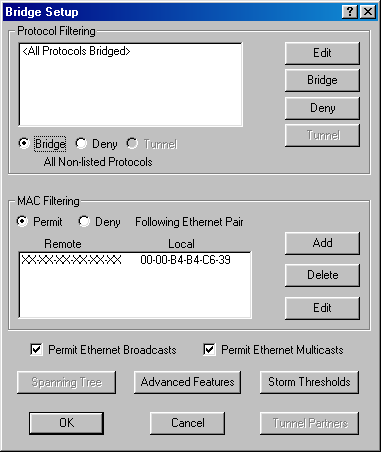 Bridge Setup
Protocol Filtering
<All Protocols Bridged>
Edit
Bridge
Deny
Tunnel
Bridge Deny Tunnel
All Non-listed Protocols
MAC Filtering
Permit Deny Following Ethernet Pair
Remote Local
XX-XX-XX-XX-XX-XX 00-00-B4-B4-C6-39
Add
Delete
Edit
Permit Ethernet Broadcasts Permit Ethernet Multicasts
Spanning Tree Advanced Features Storm Thresholds
OK Cancel Tunnel Partners